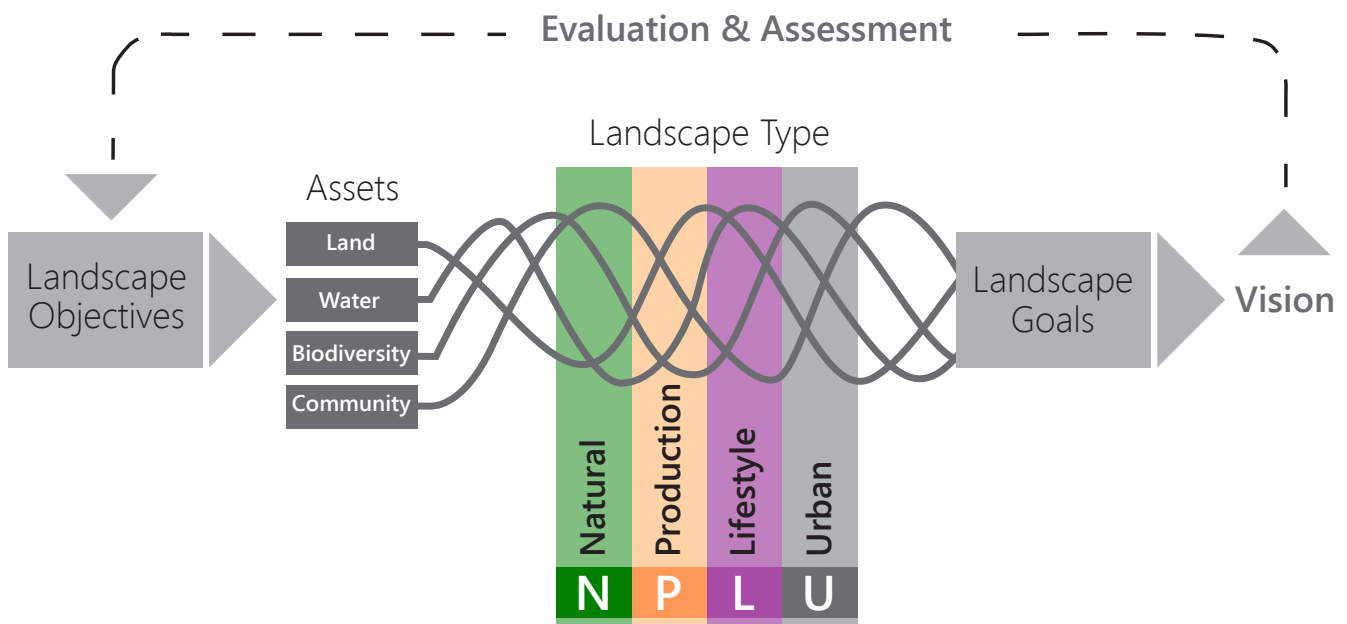 Evaluation & Assessment
Landscape Type
Assets
Land
Water
Biodiversity
Community
Landscape
Objectives
Landscape
Goals
Vision
Natural
Production
Lifestyle
Urban
N
P
L
U